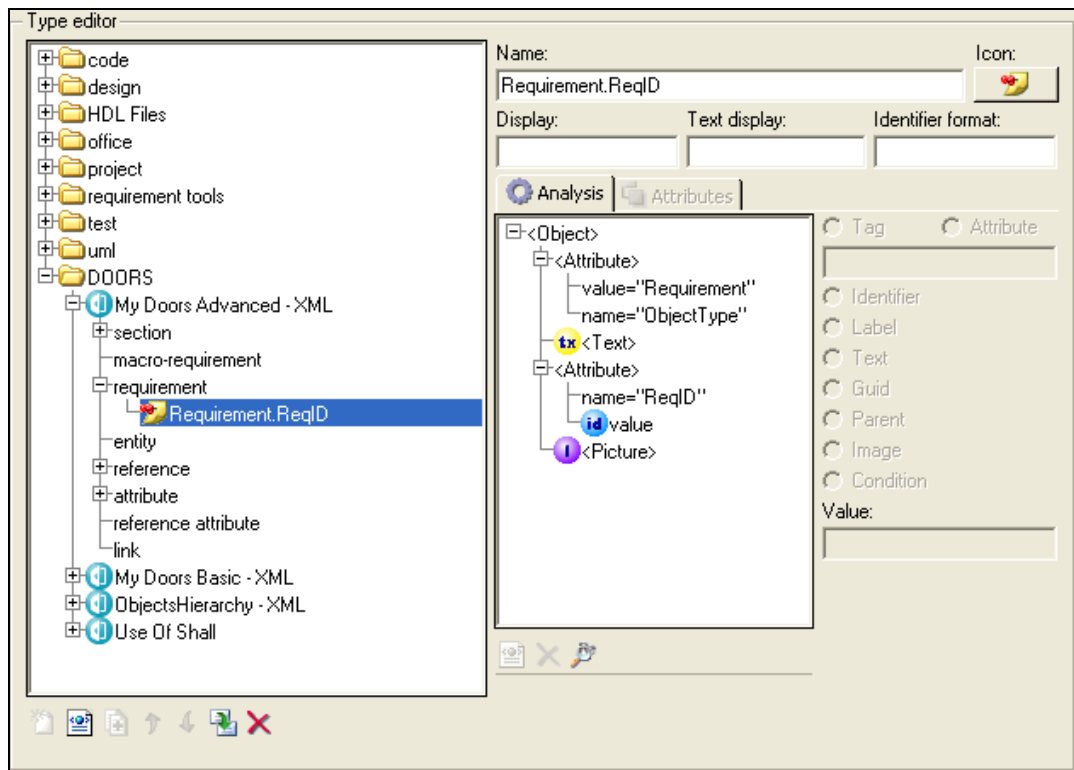 Type editor
code
design
HDL Files
office
project
requirement tools
test
uml
DOORS
My Doors Advanced - XML
section
macro-requirement
requirement
Requirement.ReqID
entity
reference
attribute
reference attribute
link
My Doors Basic - XML
ObjectsHierarchy - XML
Use Of Shall
Name:
Icon:
Requirement.ReqID
Display:
Text display:
Identifier format:
Analysis
Attributes
<Object>
<Attribute>
value="Requirement"
name="ObjectType"
tx <Text>
<Attribute>
name="ReqID"
id value
I <Picture>
Tag
Attribute
Identifier
Label
Text
Guid
Parent
Image
Condition
Value: